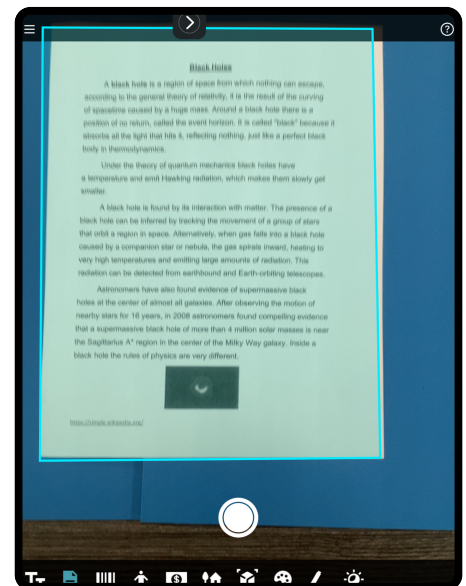 Black Holes
A black hole is a region of space from which nothing can escape,
according to the general theory of relativity, it is the result of the curving
of spacetime caused by a huge mass. Around a black hole there is a
position of no return, called the event horizon. It is called "black" because it
absorbs all the light that hits it, reflecting nothing, just like a perfect black
body in thermodynamics.
Under the theory of quantum mechanics black holes have
a temperature and emit Hawking radiation, which makes them slowly get
smaller.
A black hole is found by its interaction with matter. The presence of a
black hole can be inferred by tracking the movement of a group of stars
that orbit a region in space. Alternatively, when gas falls into a black hole
caused by a companion star or nebula, the gas spirals inward, heating to
very high temperatures and emitting large amounts of radiation. This
radiation can be detected from earthbound and Earth-orbiting telescopes.
Astronomers have also found evidence of supermassive black
holes at the center of almost all galaxies. After observing the motion of
nearby stars for 16 years, in 2008 astronomers found compelling evidence
that a supermassive black hole of more than 4 million solar masses is near
the Sagittarius A* region in the center of the Milky Way galaxy. Inside a
black hole the rules of physics are very different.
https://simple.wikipedia.org/